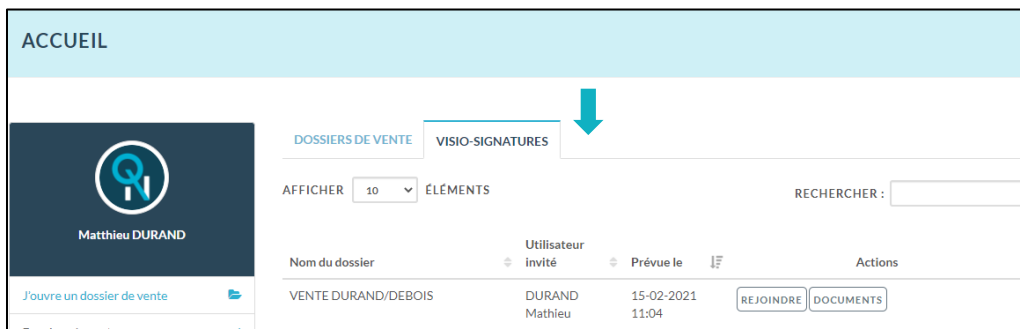 ACCUEIL
DOSSIERS DE VENTE VISIO-SIGNATURES
AFFICHER 10 ÉLÉMENTS
RECHERCHER :
QN
Matthieu DURAND
Nom du dossier Utilisateur invité Prévue le Actions
J'ouvre un dossier de vente
VENTE DURAND/DEBOIS DURAND Mathieu 15-02-2021 11:04 REJOINDRE DOCUMENTS